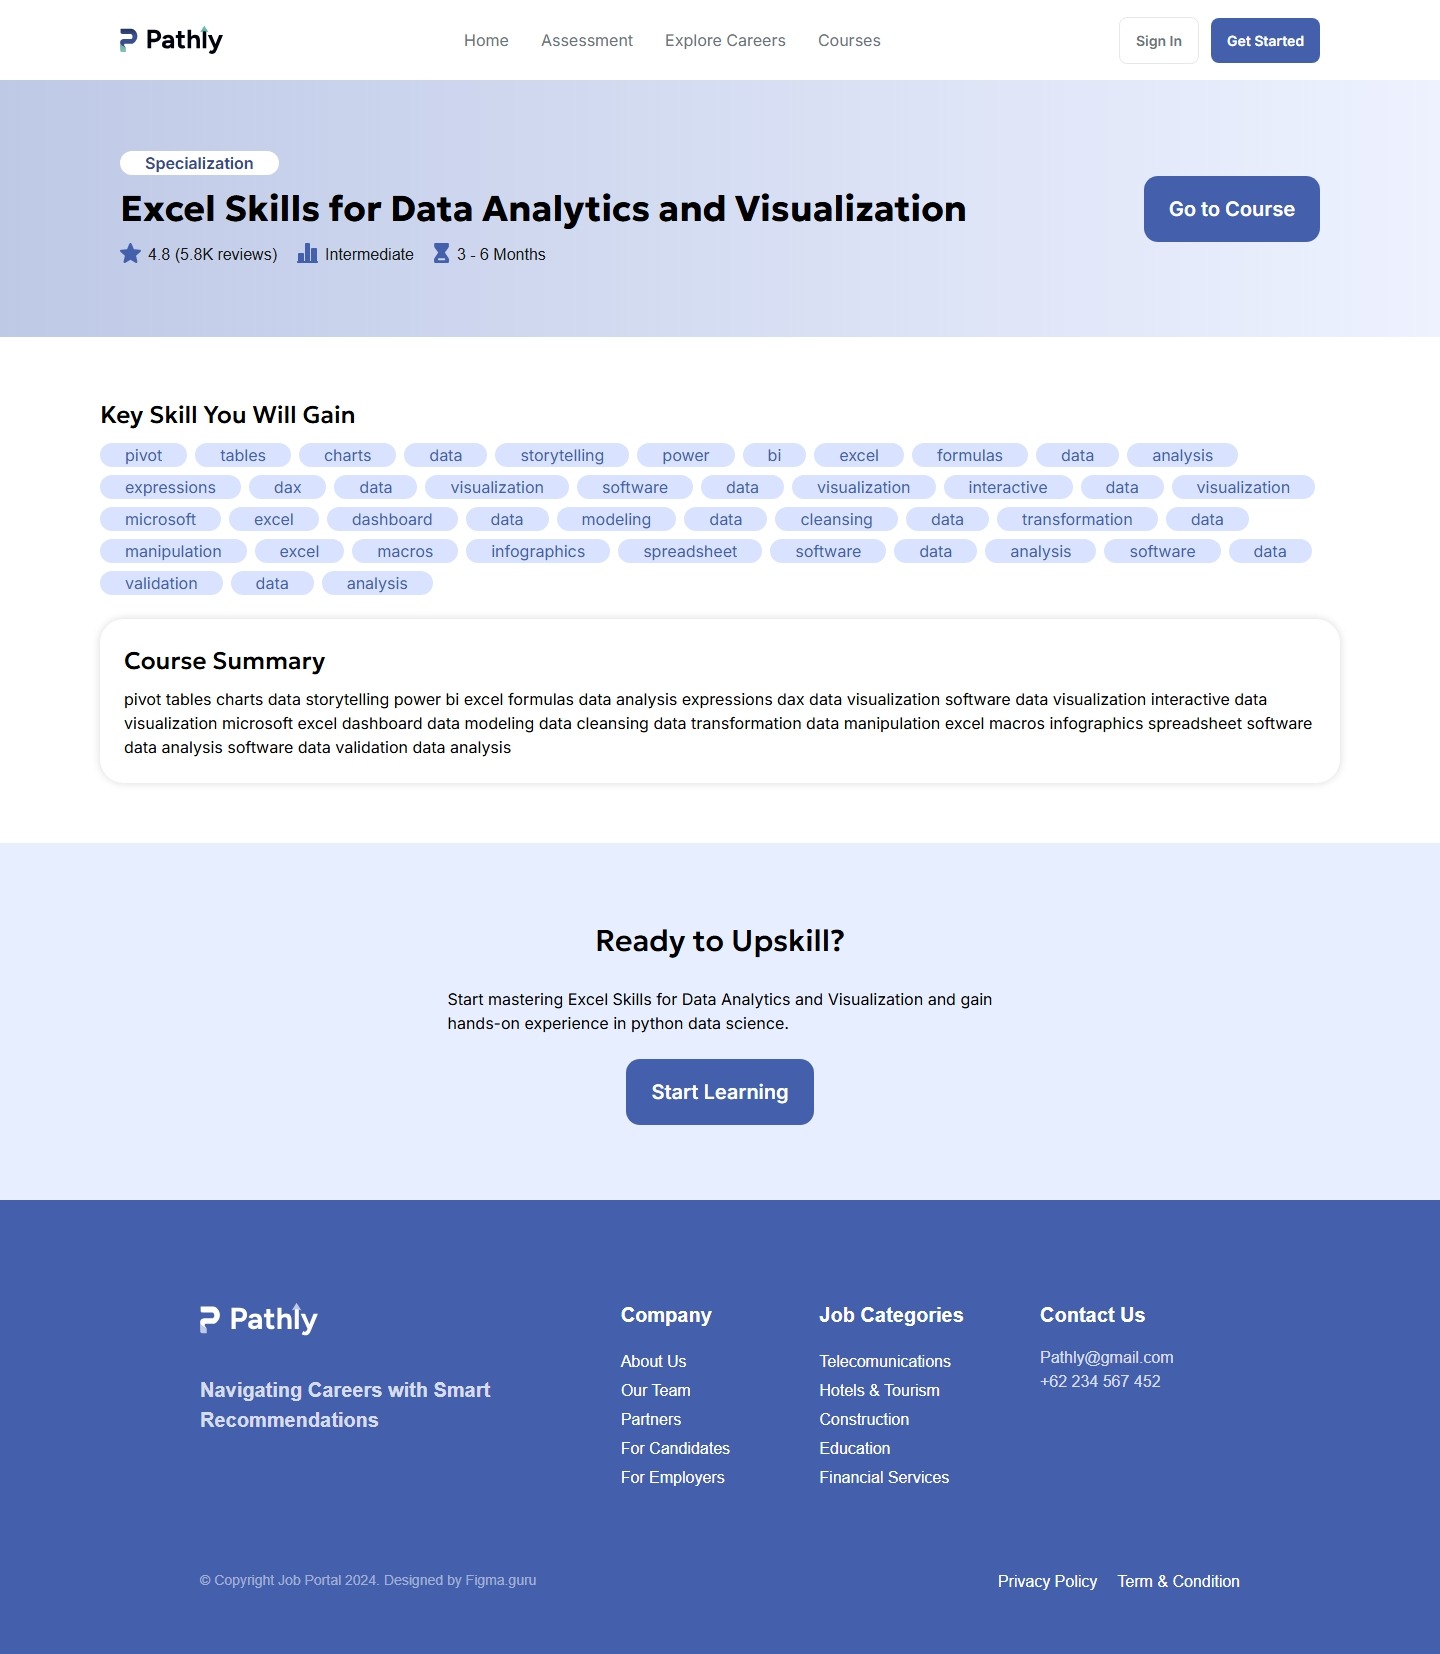 Pathly
Home Assessment Explore Careers Courses
Sign In Get Started
Specialization
Excel Skills for Data Analytics and Visualization
4.8 (5.8K reviews) Intermediate 3 - 6 Months
Go to Course
Key Skill You Will Gain
pivot tables charts data storytelling power bi excel formulas data analysis
expressions dax data visualization software data visualization interactive data visualization
microsoft excel dashboard data modeling data cleansing data transformation data
manipulation excel macros infographics spreadsheet software data analysis software data
validation data analysis
Course Summary
pivot tables charts data storytelling power bi excel formulas data analysis expressions dax data visualization software data visualization interactive data
visualization microsoft excel dashboard data modeling data cleansing data transformation data manipulation excel macros infographics spreadsheet software
data analysis software data validation data analysis
Ready to Upskill?
Start mastering Excel Skills for Data Analytics and Visualization and gain
hands-on experience in python data science.
Start Learning
Pathly
Navigating Careers with Smart
Recommendations
Company
About Us
Our Team
Partners
For Candidates
For Employers
Job Categories
Telecomunications
Hotels & Tourism
Construction
Education
Financial Services
Contact Us
Pathly@gmail.com
+62 234 567 452
© Copyright Job Portal 2024. Designed by Figma.guru
Privacy Policy Term & Condition